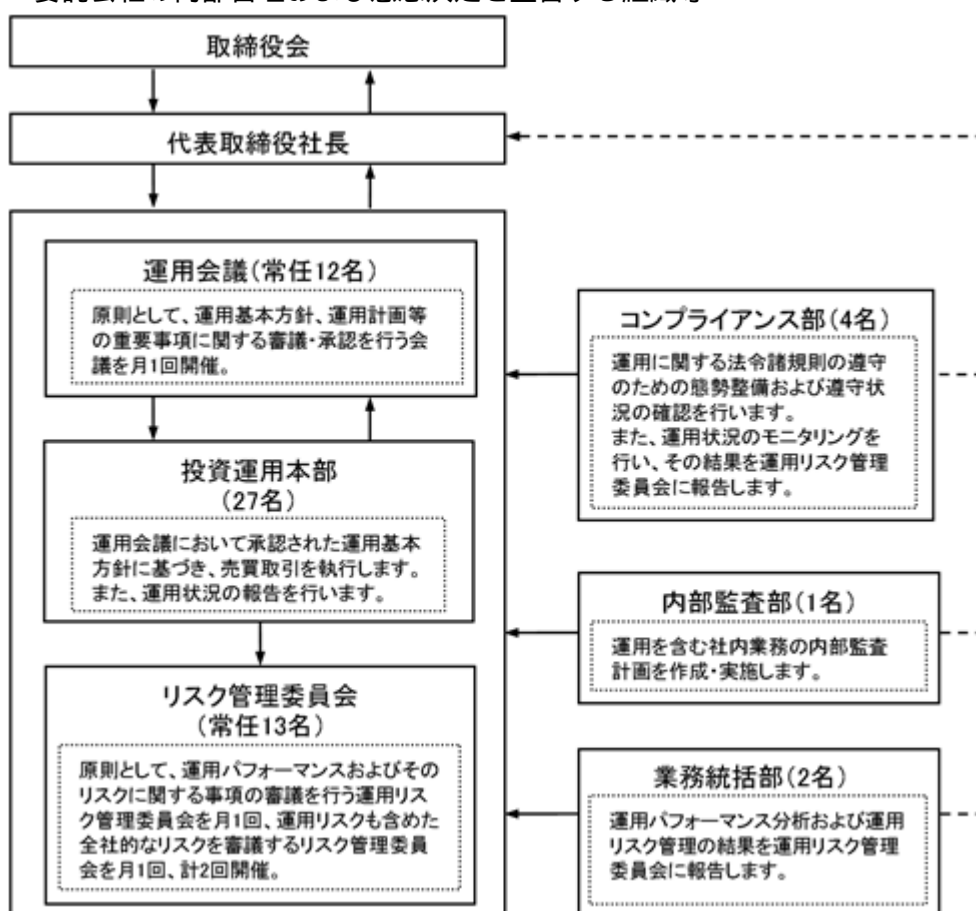 取締役会
代表取締役社長
運用会議(常任12名)
原則として、運用基本方針、運用計画等
の重要事項に関する審議・承認を行う会
議を月1回開催。
投資運用本部
(27名)
運用会議において承認された運用基本
方針に基づき、売買取引を執行します。
また、運用状況の報告を行います。
リスク管理委員会
(常任13名)
原則として、運用パフォーマンスおよびその
リスクに関する事項の審議を行う運用リス
ク管理委員会を月1回、運用リスクも含めた
全社的なリスクを審議するリスク管理委員
会を月1回、計2回開催。
コンプライアンス部(4名)
運用に関する法令諸規則の遵守
のための態勢整備および遵守状
況の確認を行います。
また、運用状況のモニタリングを
行い、その結果を運用リスク管理
委員会に報告します。
内部監査部(1名)
運用を含む社内業務の内部監査
計画を作成・実施します。
業務統括部(2名)
運用パフォーマンス分析および運用
リスク管理の結果を運用リスク管理
委員会に報告します。